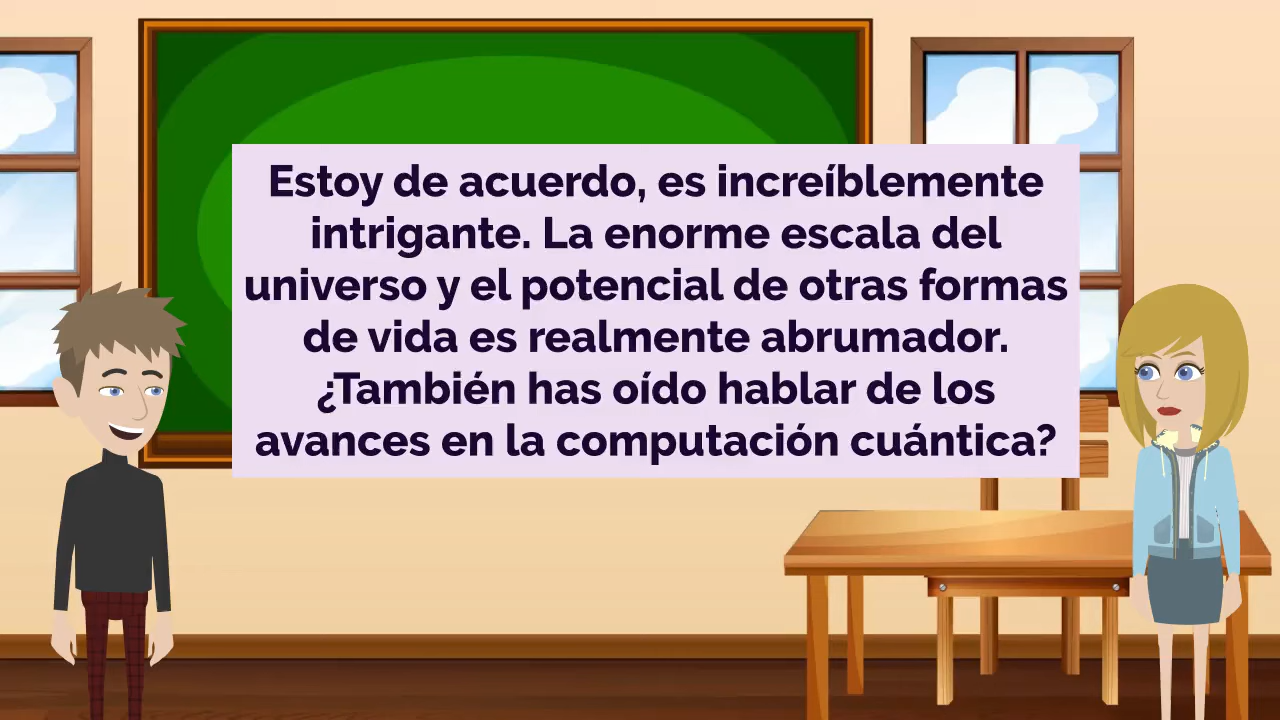 Estoy de acuerdo, es increíblemente
intrigante. La enorme escala del
universo y el potencial de otras formas
de vida es realmente abrumador.
¿También has oído hablar de los
avances en la computación cuántica?